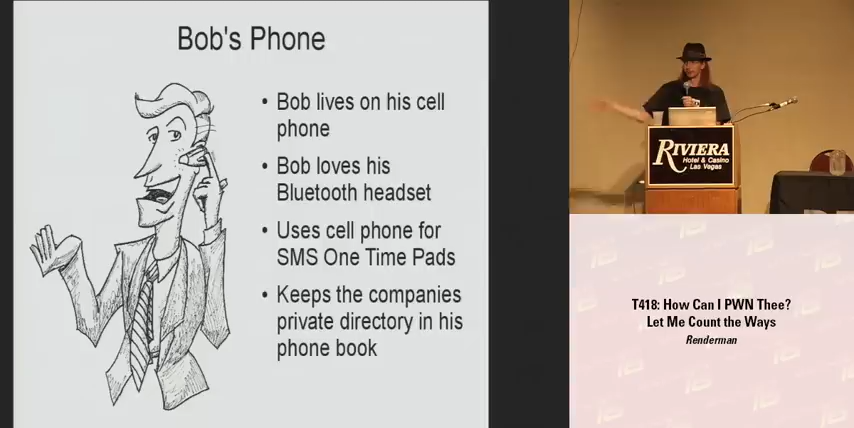 Bob's Phone
• Bob lives on his cell
phone
• Bob loves his
Bluetooth headset
• Uses cell phone for
SMS One Time Pads
• Keeps the companies
private directory in his
phone book
RIVIERA
Hotel & Casino
Las Vegas
T418: How Can I PWN Thee?
Let Me Count the Ways
Renderman